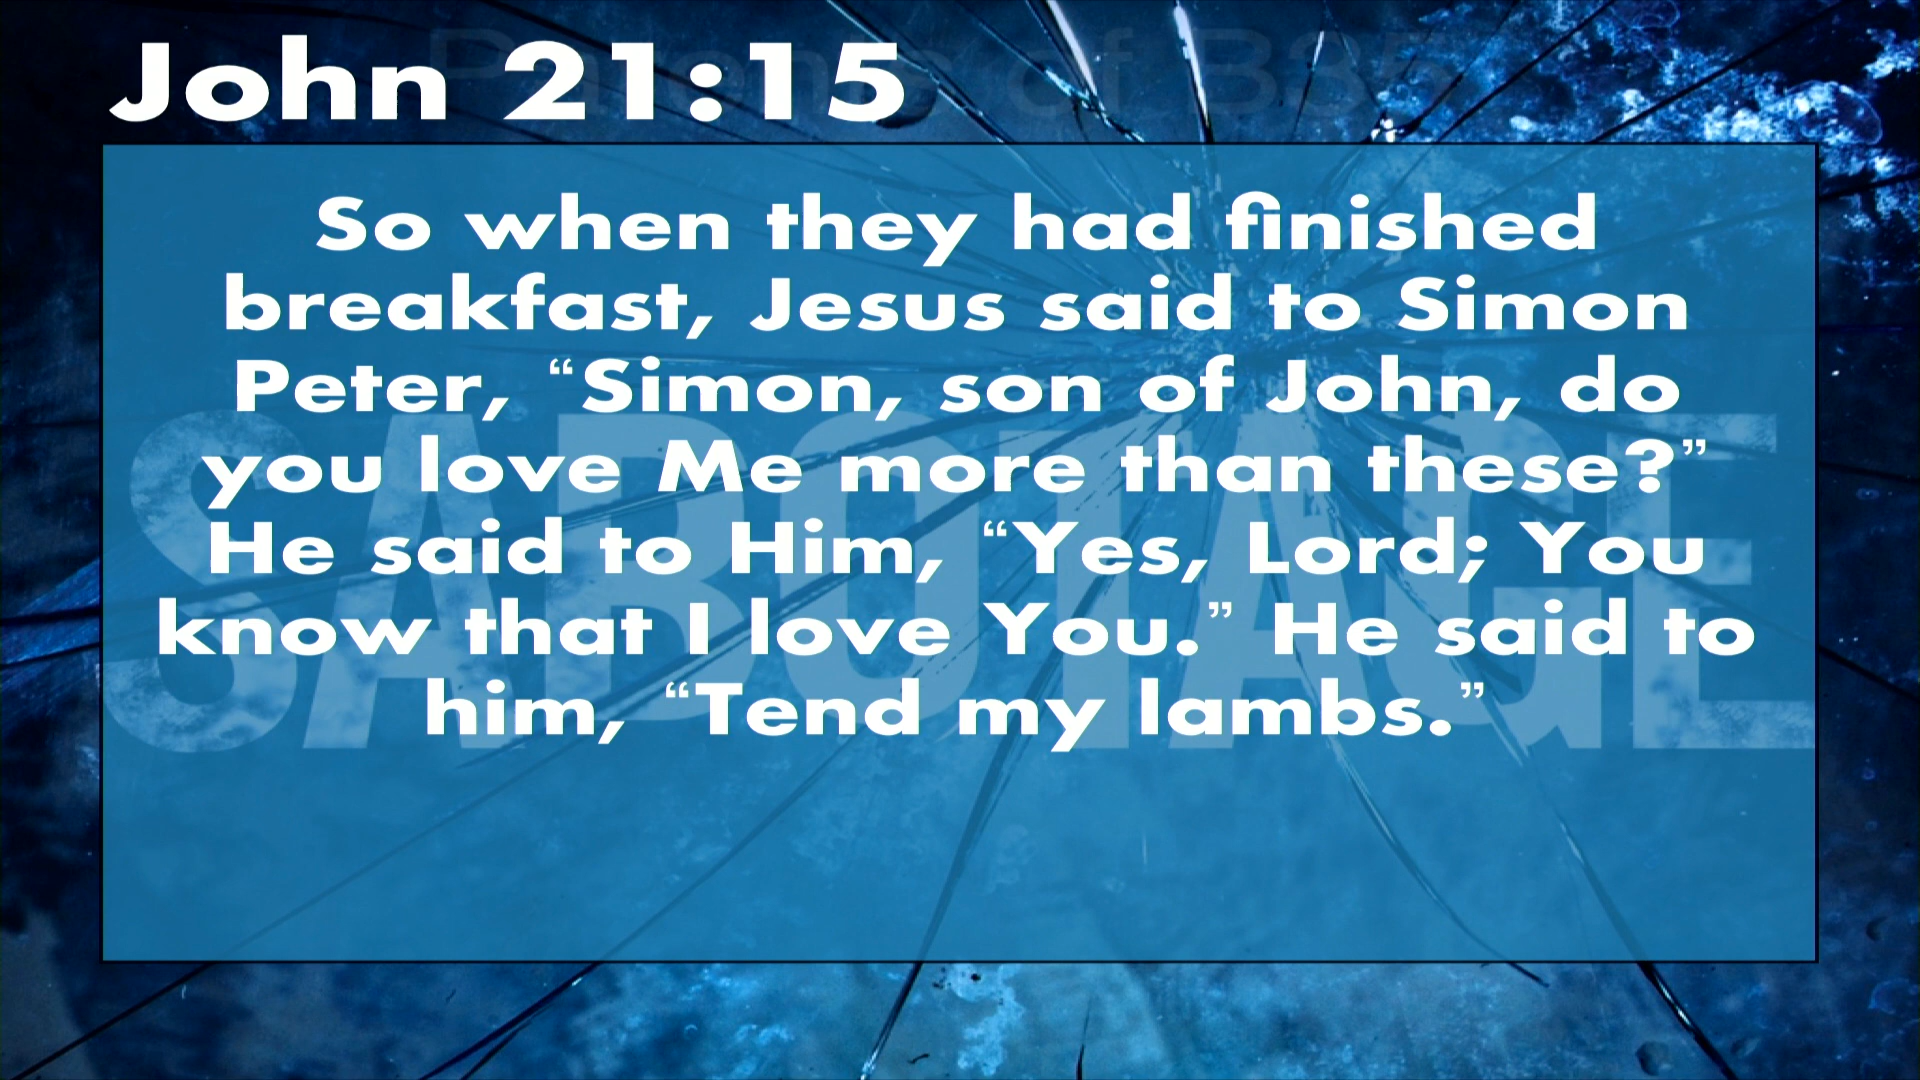 John 21:15
So when they had finished
breakfast, Jesus said to Simon
Peter, “Simon, son of John, do
you love Me more than these?”
He said to Him, “Yes, Lord; You
know that I love You.” He said to
him, “Tend my lambs.”
SABOTAGE